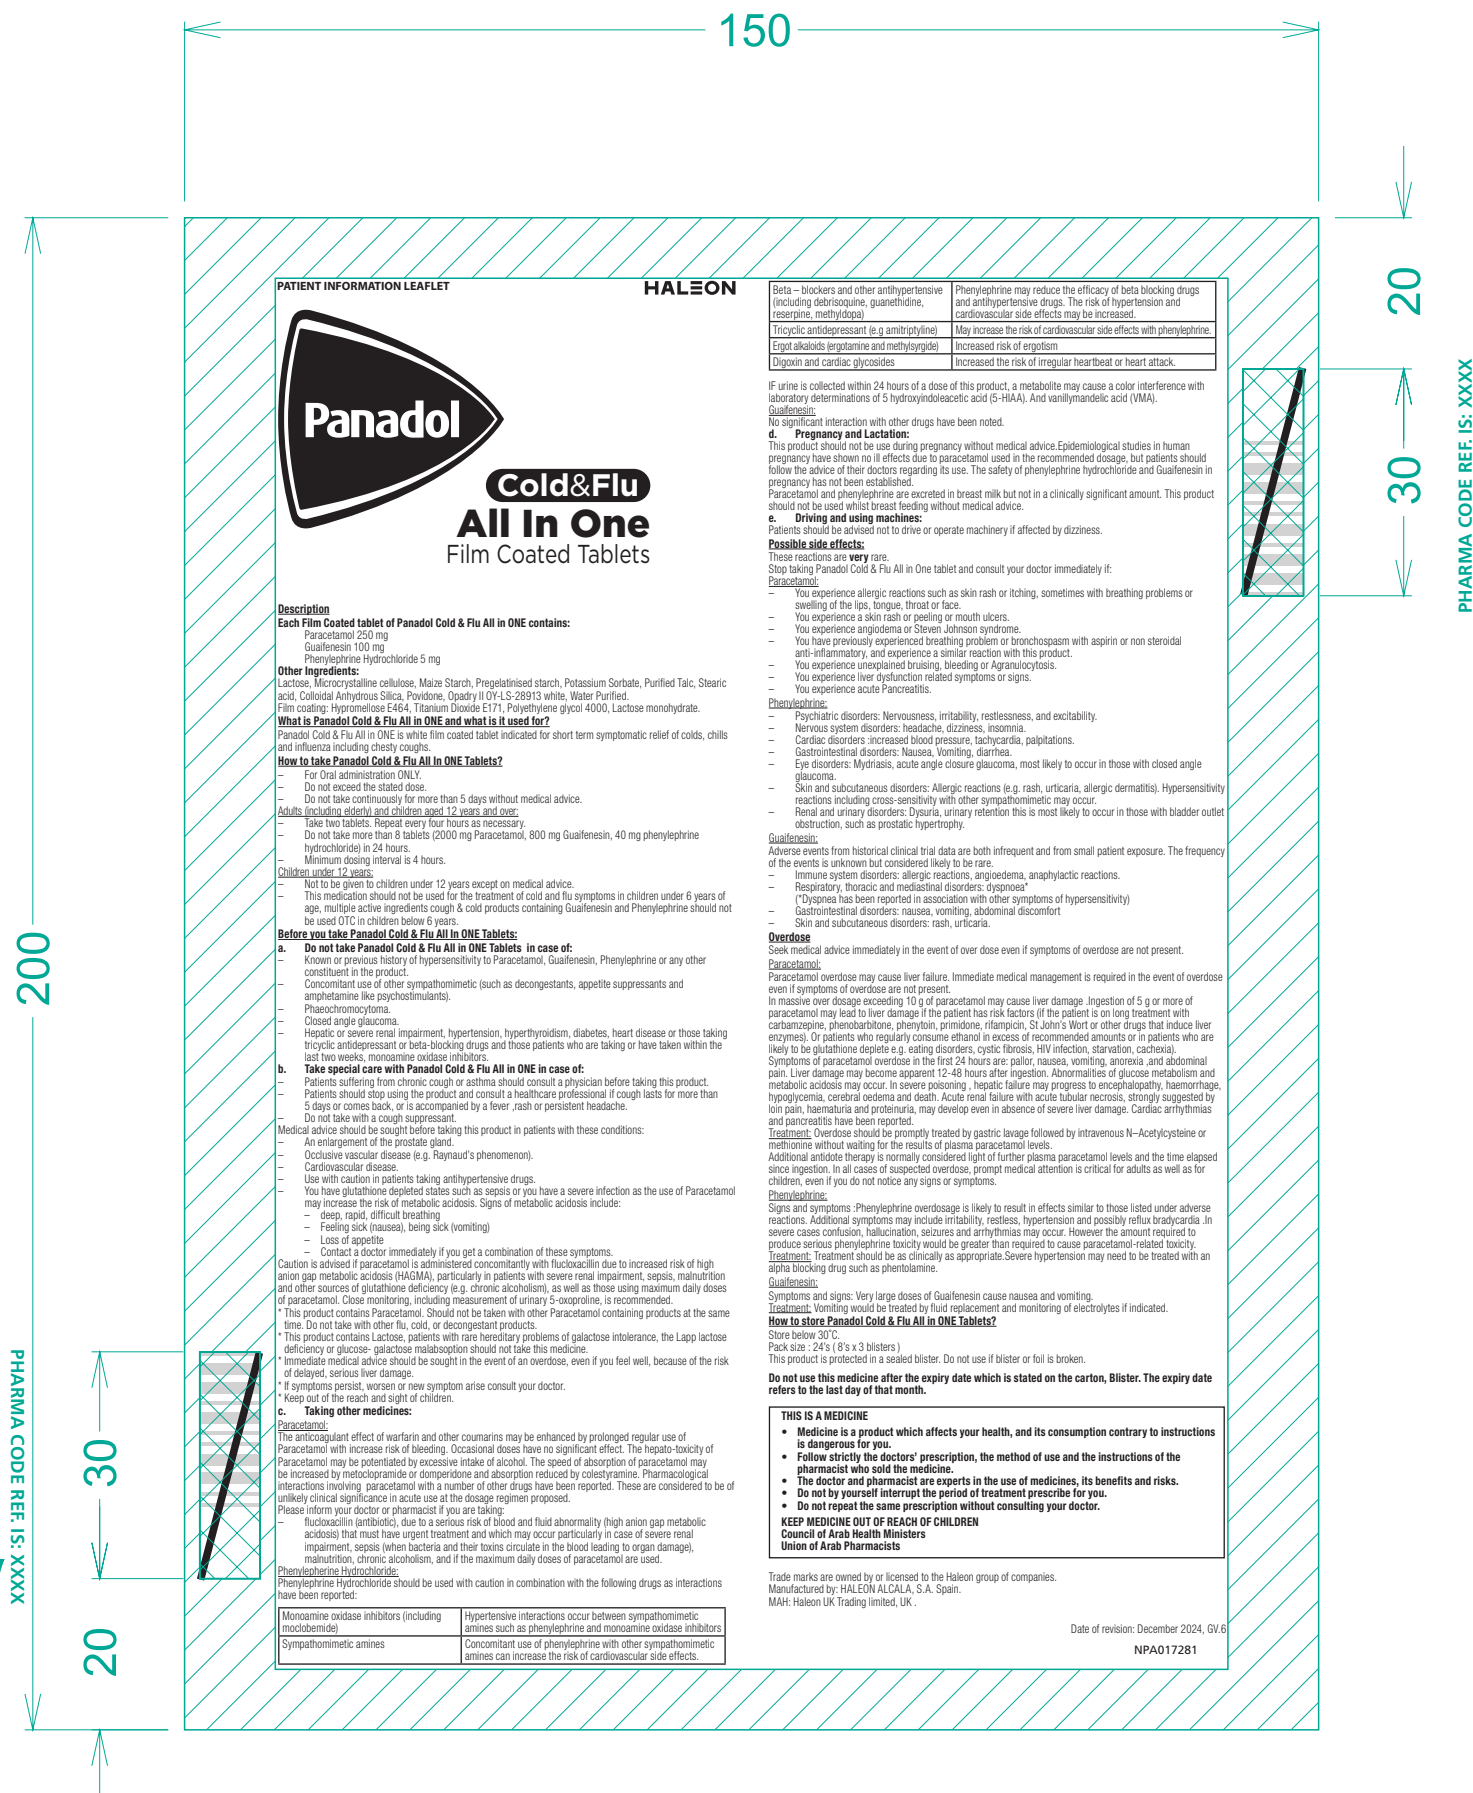 150
200
20
30
PHARMA CODE REF. IS: XXXX
PHARMA CODE REF. IS: XXXX
30
20
PATIENT INFORMATION LEAFLET
HALEON
Panadol
Cold&Flu
All In One
Film Coated Tablets
Description
Each Film Coated tablet of Panadol Cold & Flu All in ONE contains:
Paracetamol 250 mg
Guaifenesin 100 mg
Phenylephrine Hydrochloride 5 mg
Other Ingredients:
Lactose, Microcrystalline cellulose, Maize Starch, Pregelatinised starch, Potassium Sorbate, Purified Talc, Stearic
acid, Colloidal Anhydrous Silica, Povidone, Opadry II OY-LS-28913 white, Water Purified.
Film coating: Hypromellose E464, Titanium Dioxide E171, Polyethylene glycol 4000, Lactose monohydrate.
What is Panadol Cold & Flu All in ONE and what is it used for?
Panadol Cold & Flu All in ONE is white film coated tablet indicated for short term symptomatic relief of colds, chills
and influenza including chesty coughs.
How to take Panadol Cold & Flu All In ONE Tablets?
– For Oral administration ONLY.
– Do not exceed the stated dose.
– Do not take continuously for more than 5 days without medical advice.
Adults (including elderly) and children aged 12 years and over:
– Take two tablets. Repeat every four hours as necessary.
– Do not take more than 8 tablets (2000 mg Paracetamol, 800 mg Guaifenesin, 40 mg phenylephrine
hydrochloride) in 24 hours.
– Minimum dosing interval is 4 hours.
Children under 12 years:
– Not to be given to children under 12 years except on medical advice.
– This medication should not be used for the treatment of cold and flu symptoms in children under 6 years of
age, multiple active ingredients cough & cold products containing Guaifenesin and Phenylephrine should not
be used OTC in children below 6 years.
Before you take Panadol Cold & Flu All In ONE Tablets:
a. Do not take Panadol Cold & Flu All in ONE Tablets in case of:
– Known or previous history of hypersensitivity to Paracetamol, Guaifenesin, Phenylephrine or any other
constituent in the product.
– Concomitant use of other sympathomimetic (such as decongestants, appetite suppressants and
amphetamine like psychostimulants).
– Phaeochromocytoma.
– Closed angle glaucoma.
– Hepatic or severe renal impairment, hypertension, hyperthyroidism, diabetes, heart disease or those taking
tricyclic antidepressant or beta-blocking drugs and those patients who are taking or have taken within the
last two weeks, monoamine oxidase inhibitors.
b. Take special care with Panadol Cold & Flu All in ONE in case of:
– Patients suffering from chronic cough or asthma should consult a physician before taking this product.
– Patients should stop using the product and consult a healthcare professional if cough lasts for more than
5 days or comes back, or is accompanied by a fever ,rash or persistent headache.
– Do not take with a cough suppressant.
Medical advice should be sought before taking this product in patients with these conditions:
– An enlargement of the prostate gland.
– Occlusive vascular disease (e.g. Raynaud's phenomenon).
– Cardiovascular disease.
– Use with caution in patients taking antihypertensive drugs.
– You have glutathione depleted states such as sepsis or you have a severe infection as the use of Paracetamol
may increase the risk of metabolic acidosis. Signs of metabolic acidosis include:
– deep, rapid, difficult breathing
– Feeling sick (nausea), being sick (vomiting)
– Loss of appetite
– Contact a doctor immediately if you get a combination of these symptoms.
Caution is advised if paracetamol is administered concomitantly with flucloxacillin due to increased risk of high
anion gap metabolic acidosis (HAGMA), particularly in patients with severe renal impairment, sepsis, malnutrition
and other sources of glutathione deficiency (e.g. chronic alcoholism), as well as those using maximum daily doses
of paracetamol. Close monitoring, including measurement of urinary 5-oxoproline, is recommended.
* This product contains Paracetamol. Should not be taken with other Paracetamol containing products at the same
time. Do not take with other flu, cold, or decongestant products.
* This product contains Lactose, patients with rare hereditary problems of galactose intolerance, the Lapp lactose
deficiency or glucose- galactose malabsoption should not take this medicine.
* Immediate medical advice should be sought in the event of an overdose, even if you feel well, because of the risk
of delayed, serious liver damage.
* If symptoms persist, worsen or new symptom arise consult your doctor.
* Keep out of the reach and sight of children.
c. Taking other medicines:
Paracetamol:
The anticoagulant effect of warfarin and other coumarins may be enhanced by prolonged regular use of
Paracetamol with increase risk of bleeding. Occasional doses have no significant effect. The hepato-toxicity of
Paracetamol may be potentiated by excessive intake of alcohol. The speed of absorption of paracetamol may
be increased by metoclopramide or domperidone and absorption reduced by colestyramine. Pharmacological
interactions involving paracetamol with a number of other drugs have been reported. These are considered to be of
unlikely clinical significance in acute use at the dosage regimen proposed.
Please inform your doctor or pharmacist if you are taking:
– flucloxacillin (antibiotic), due to a serious risk of blood and fluid abnormality (high anion gap metabolic
acidosis) that must have urgent treatment and which may occur particularly in case of severe renal
impairment, sepsis (when bacteria and their toxins circulate in the blood leading to organ damage),
malnutrition, chronic alcoholism, and if the maximum daily doses of paracetamol are used.
Phenylepherine Hydrochloride:
Phenylephrine Hydrochloride should be used with caution in combination with the following drugs as interactions
have been reported:
Monoamine oxidase inhibitors (including
moclobemide)
Hypertensive interactions occur between sympathomimetic
amines such as phenylephrine and monoamine oxidase inhibitors
Sympathomimetic amines
Concomitant use of phenylephrine with other sympathomimetic
amines can increase the risk of cardiovascular side effects.
Beta – blockers and other antihypertensive
(including debrisoquine, guanethidine,
reserpine, methyldopa)
Phenylephrine may reduce the efficacy of beta blocking drugs
and antihypertensive drugs. The risk of hypertension and
cardiovascular side effects may be increased.
Tricyclic antidepressant (e.g amitriptyline)
May increase the risk of cardiovascular side effects with phenylephrine.
Ergot alkaloids (ergotamine and methylsyrgide)
Increased risk of ergotism
Digoxin and cardiac glycosides
Increased the risk of irregular heartbeat or heart attack.
IF urine is collected within 24 hours of a dose of this product, a metabolite may cause a color interference with
laboratory determinations of 5 hydroxyindoleacetic acid (5-HIAA). And vanillymandelic acid (VMA).
Guaifenesin:
No significant interaction with other drugs have been noted.
d. Pregnancy and Lactation:
This product should not be use during pregnancy without medical advice.Epidemiological studies in human
pregnancy have shown no ill effects due to paracetamol used in the recommended dosage, but patients should
follow the advice of their doctors regarding its use. The safety of phenylephrine hydrochloride and Guaifenesin in
pregnancy has not been established.
Paracetamol and phenylephrine are excreted in breast milk but not in a clinically significant amount. This product
should not be used whilst breast feeding without medical advice.
e. Driving and using machines:
Patients should be advised not to drive or operate machinery if affected by dizziness.
Possible side effects:
These reactions are very rare.
Stop taking Panadol Cold & Flu All in One tablet and consult your doctor immediately if:
Paracetamol:
– You experience allergic reactions such as skin rash or itching, sometimes with breathing problems or
swelling of the lips, tongue, throat or face.
– You experience a skin rash or peeling or mouth ulcers.
– You experience angiodema or Steven Johnson syndrome.
– You have previously experienced breathing problem or bronchospasm with aspirin or non steroidal
anti-inflammatory, and experience a similar reaction with this product.
– You experience unexplained bruising, bleeding or Agranulocytosis.
– You experience liver dysfunction related symptoms or signs.
– You experience acute Pancreatitis.
Phenylephrine:
– Psychiatric disorders: Nervousness, irritability, restlessness, and excitability.
– Nervous system disorders: headache, dizziness, insomnia.
– Cardiac disorders :increased blood pressure, tachycardia, palpitations.
– Gastrointestinal disorders: Nausea, Vomiting, diarrhea.
– Eye disorders: Mydriasis, acute angle closure glaucoma, most likely to occur in those with closed angle
glaucoma.
– Skin and subcutaneous disorders: Allergic reactions (e.g. rash, urticaria, allergic dermatitis). Hypersensitivity
reactions including cross-sensitivity with other sympathomimetic may occur.
– Renal and urinary disorders: Dysuria, urinary retention this is most likely to occur in those with bladder outlet
obstruction, such as prostatic hypertrophy.
Guaifenesin:
Adverse events from historical clinical trial data are both infrequent and from small patient exposure. The frequency
of the events is unknown but considered likely to be rare.
– Immune system disorders: allergic reactions, angioedema, anaphylactic reactions.
– Respiratory, thoracic and mediastinal disorders: dyspnoea*
(*Dyspnea has been reported in association with other symptoms of hypersensitivity)
– Gastrointestinal disorders: nausea, vomiting, abdominal discomfort
– Skin and subcutaneous disorders: rash, urticaria.
Overdose
Seek medical advice immediately in the event of over dose even if symptoms of overdose are not present.
Paracetamol:
Paracetamol overdose may cause liver failure. Immediate medical management is required in the event of overdose
even if symptoms of overdose are not present.
In massive over dosage exceeding 10 g of paracetamol may cause liver damage .Ingestion of 5 g or more of
paracetamol may lead to liver damage if the patient has risk factors (if the patient is on long treatment with
carbamzepine, phenobarbitone, phenytoin, primidone, rifampicin, St John's Wort or other drugs that induce liver
enzymes). Or patients who regularly consume ethanol in excess of recommended amounts or in patients who are
likely to be glutathione deplete e.g. eating disorders, cystic fibrosis, HIV infection, starvation, cachexia).
Symptoms of paracetamol overdose in the first 24 hours are: pallor, nausea, vomiting, anorexia ,and abdominal
pain. Liver damage may become apparent 12-48 hours after ingestion. Abnormalities of glucose metabolism and
metabolic acidosis may occur. In severe poisoning , hepatic failure may progress to encephalopathy, haemorrhage,
hypoglycemia, cerebral oedema and death. Acute renal failure with acute tubular necrosis, strongly suggested by
loin pain, haematuria and proteinuria, may develop even in absence of severe liver damage. Cardiac arrhythmias
and pancreatitis have been reported.
Treatment: Overdose should be promptly treated by gastric lavage followed by intravenous N–Acetylcysteine or
methionine without waiting for the results of plasma paracetamol levels.
Additional antidote therapy is normally considered light of further plasma paracetamol levels and the time elapsed
since ingestion. In all cases of suspected overdose, prompt medical attention is critical for adults as well as for
children, even if you do not notice any signs or symptoms.
Phenylephrine:
Signs and symptoms :Phenylephrine overdosage is likely to result in effects similar to those listed under adverse
reactions. Additional symptoms may include irritability, restless, hypertension and possibly reflux bradycardia .In
severe cases confusion, hallucination, seizures and arrhythmias may occur. However the amount required to
produce serious phenylephrine toxicity would be greater than required to cause paracetamol-related toxicity.
Treatment: Treatment should be as clinically as appropriate.Severe hypertension may need to be treated with an
alpha blocking drug such as phentolamine.
Guaifenesin:
Symptoms and signs: Very large doses of Guaifenesin cause nausea and vomiting.
Treatment: Vomiting would be treated by fluid replacement and monitoring of electrolytes if indicated.
How to store Panadol Cold & Flu All in ONE Tablets?
Store below 30˚C.
Pack size : 24's ( 8's x 3 blisters )
This product is protected in a sealed blister. Do not use if blister or foil is broken.
Do not use this medicine after the expiry date which is stated on the carton, Blister. The expiry date
refers to the last day of that month.
THIS IS A MEDICINE
• Medicine is a product which affects your health, and its consumption contrary to instructions
is dangerous for you.
• Follow strictly the doctors' prescription, the method of use and the instructions of the
pharmacist who sold the medicine.
• The doctor and pharmacist are experts in the use of medicines, its benefits and risks.
• Do not by yourself interrupt the period of treatment prescribe for you.
• Do not repeat the same prescription without consulting your doctor.
KEEP MEDICINE OUT OF REACH OF CHILDREN
Council of Arab Health Ministers
Union of Arab Pharmacists
Trade marks are owned by or licensed to the Haleon group of companies.
Manufactured by: HALEON ALCALA, S.A. Spain.
MAH: Haleon UK Trading limited, UK .
Date of revision: December 2024, GV.6
NPA017281